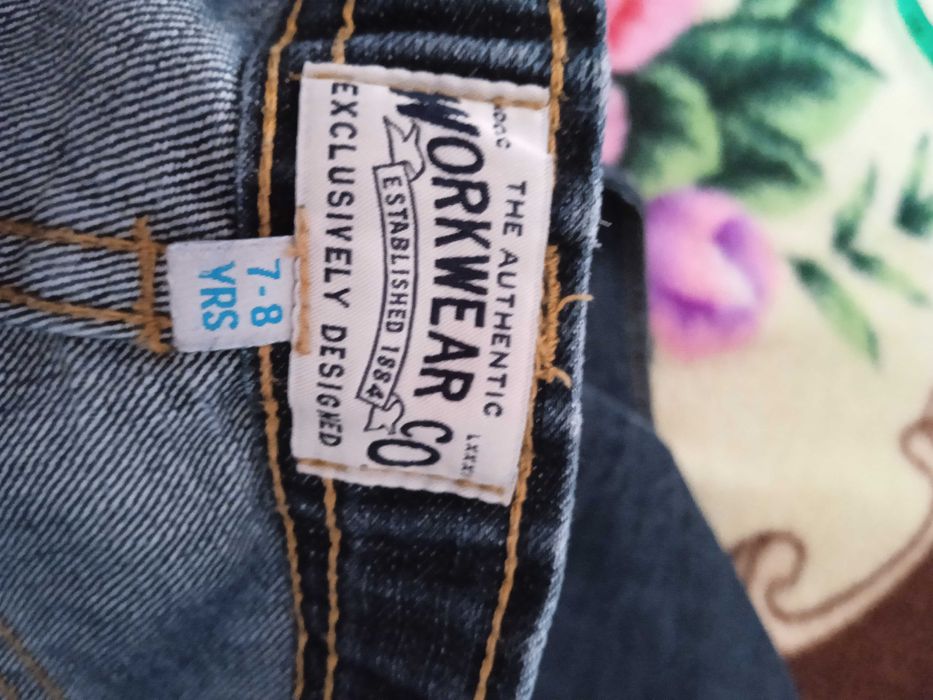 THE AUTHENTIC
WORKWEAR CO
ESTABLISHED 1884
EXCLUSIVELY DESIGNED
7-8
YRS